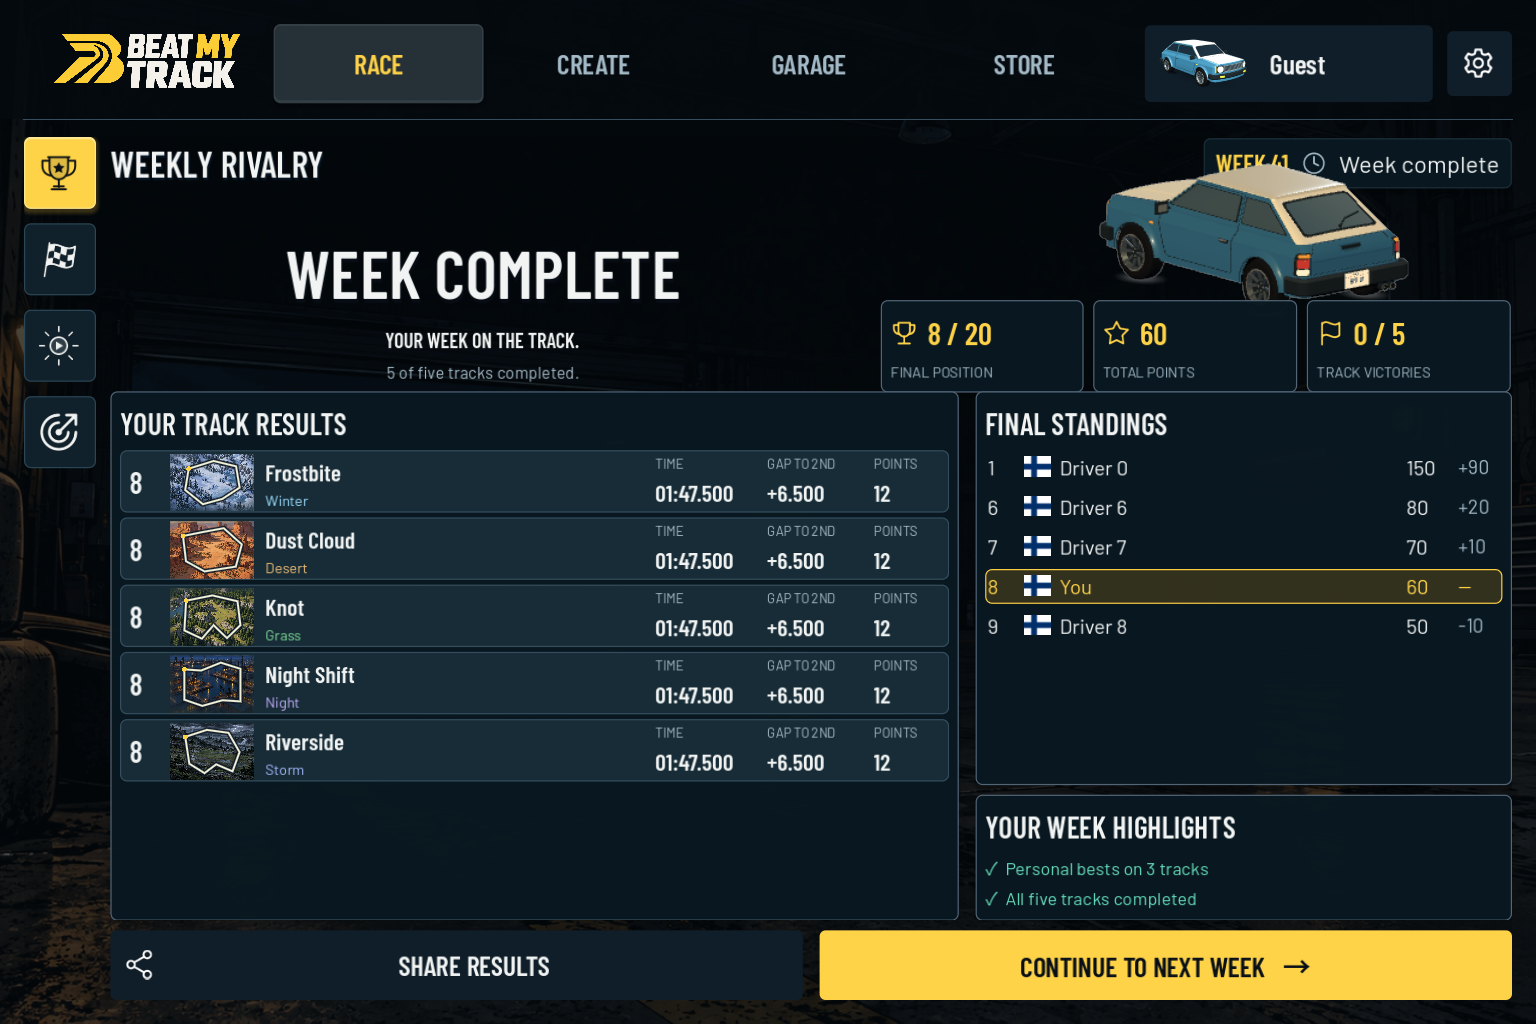 BEAT MY
TRACK
RACE
CREATE
GARAGE
STORE
Guest
WEEKLY RIVALRY
WEEK 41
Week complete
WEEK COMPLETE
YOUR WEEK ON THE TRACK.
5 of five tracks completed.
8 / 20
FINAL POSITION
60
TOTAL POINTS
0 / 5
TRACK VICTORIES
YOUR TRACK RESULTS
8
Frostbite
Winter
TIME
GAP TO 2ND
POINTS
01:47.500
+6.500
12
8
Dust Cloud
Desert
TIME
GAP TO 2ND
POINTS
01:47.500
+6.500
12
8
Knot
Grass
TIME
GAP TO 2ND
POINTS
01:47.500
+6.500
12
8
Night Shift
Night
TIME
GAP TO 2ND
POINTS
01:47.500
+6.500
12
8
Riverside
Storm
TIME
GAP TO 2ND
POINTS
01:47.500
+6.500
12
FINAL STANDINGS
1 Driver 0 150 +90
6 Driver 6 80 +20
7 Driver 7 70 +10
8 You 60 –
9 Driver 8 50 -10
YOUR WEEK HIGHLIGHTS
✓ Personal bests on 3 tracks
✓ All five tracks completed
SHARE RESULTS
CONTINUE TO NEXT WEEK →